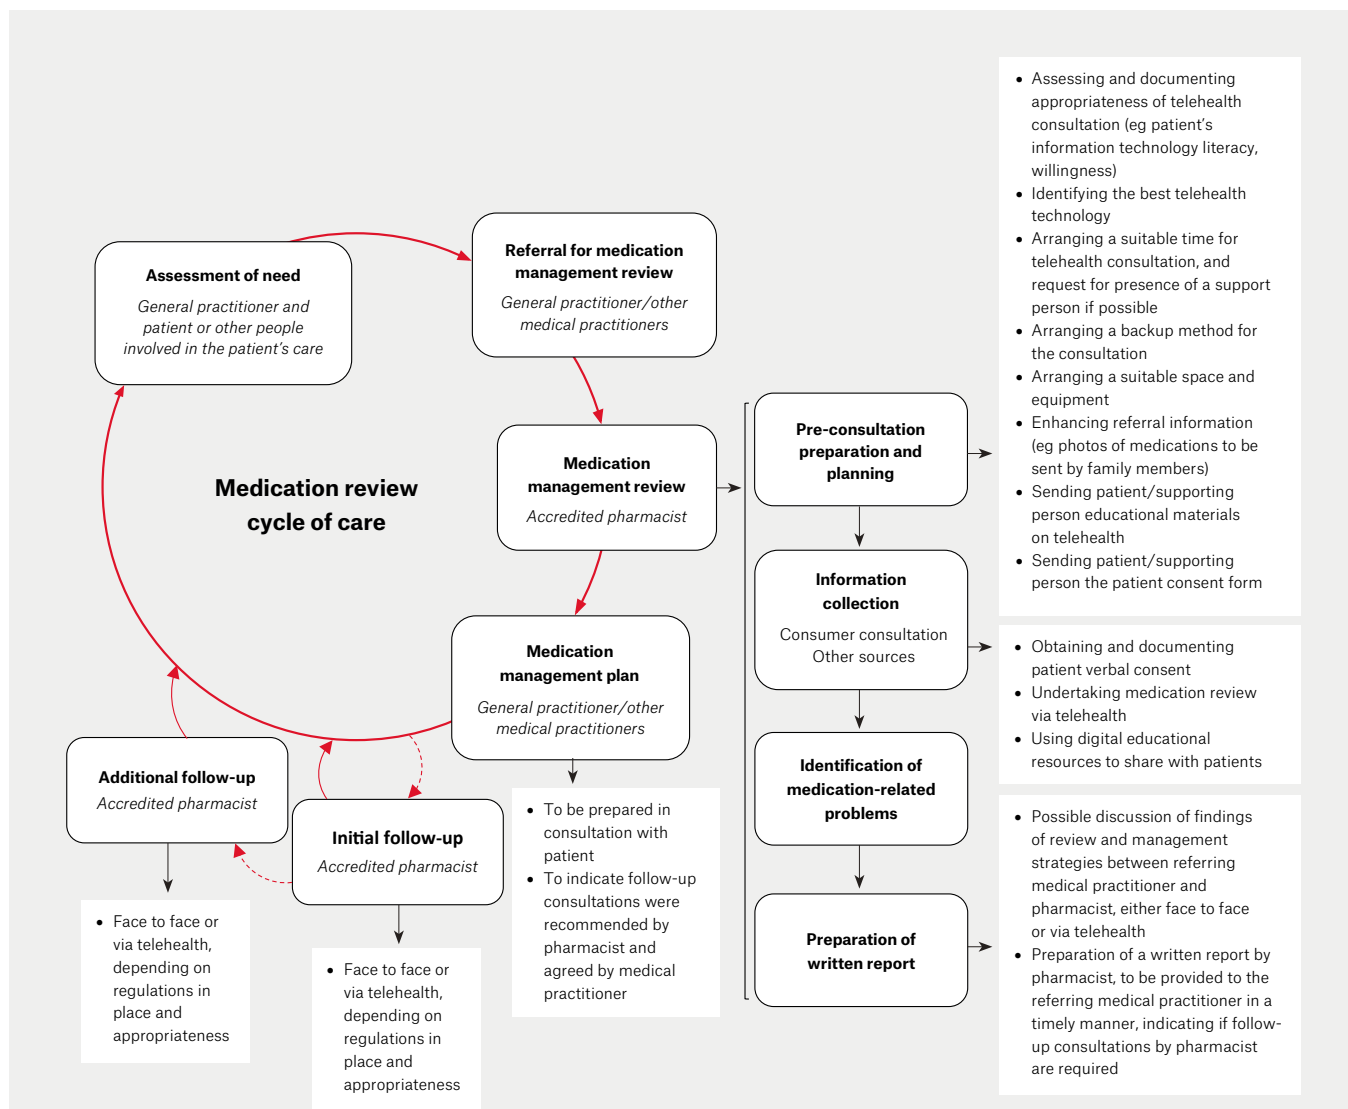 Assessment of need
General practitioner and
patient or other people
involved in the patient's care
Referral for medication
management review
General practitioner/other
medical practitioners
Medication review
cycle of care
Medication
management review
Accredited pharmacist
Medication
management plan
General practitioner/other
medical practitioners
• To be prepared in
consultation with
patient
• To indicate follow-up
consultations were
recommended by
pharmacist and
agreed by medical
practitioner
Initial follow-up
Accredited pharmacist
• Face to face or
via telehealth,
depending on
regulations in
place and
appropriateness
Additional follow-up
Accredited pharmacist
• Face to face or
via telehealth,
depending on
regulations in
place and
appropriateness
Pre-consultation
preparation and
planning
• Assessing and documenting
appropriateness of telehealth
consultation (eg patient's
information technology literacy,
willingness)
• Identifying the best telehealth
technology
• Arranging a suitable time for
telehealth consultation, and
request for presence of a support
person if possible
• Arranging a backup method for
the consultation
• Arranging a suitable space and
equipment
• Enhancing referral information
(eg photos of medications to be
sent by family members)
• Sending patient/supporting
person educational materials
on telehealth
• Sending patient/supporting
person the patient consent form
Information
collection
Consumer consultation
Other sources
• Obtaining and documenting
patient verbal consent
• Undertaking medication review
via telehealth
• Using digital educational
resources to share with patients
Identification of
medication-related
problems
Preparation of
written report
• Possible discussion of findings
of review and management
strategies between referring
medical practitioner and
pharmacist, either face to face
or via telehealth
• Preparation of a written report by
pharmacist, to be provided to the
referring medical practitioner in a
timely manner, indicating if follow-
up consultations by pharmacist
are required